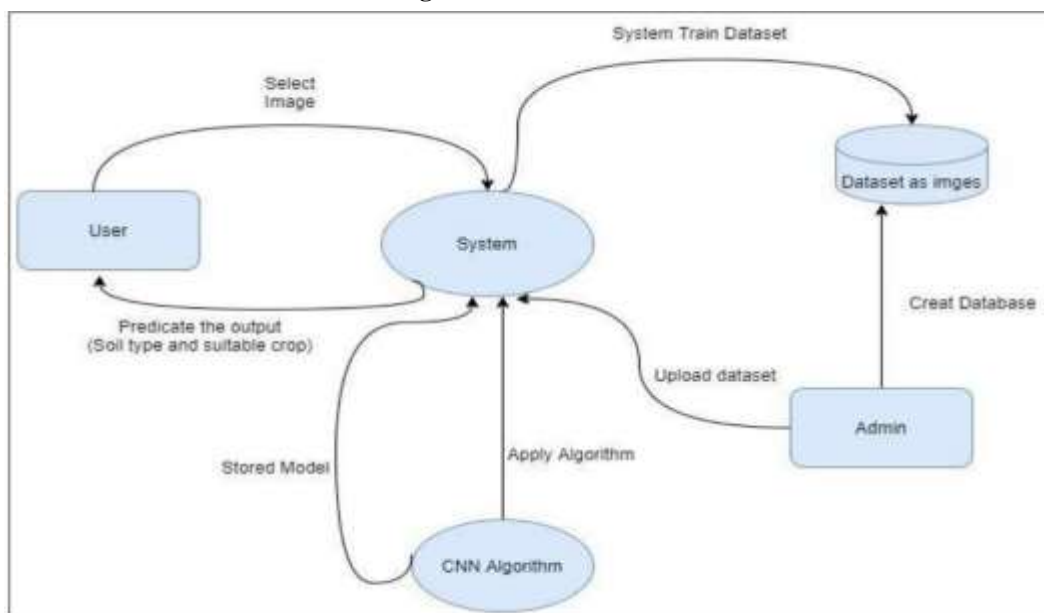 System Train Dataset
Select
Image
Dataset as imges
User
System
Creat Database
Predicate the output
(Soil type and suitable crop)
Upload dataset
Admin
Stored Model
Apply Algorithm
CNN Algorithm